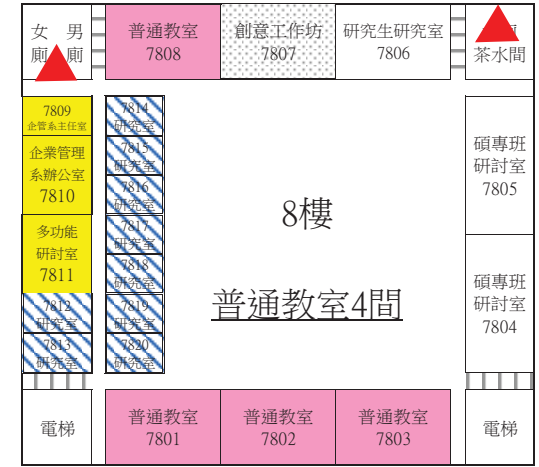 女 男
廁 廁
普通教室
7808
創意工作坊
7807
研究生研究室
7806
茶水間
7809
企管系主任室
企業管理
系辦公室
7810
多功能
研討室
7811
7812
研究室
7813
研究室
7814
研究室
7815
研究室
7816
研究室
7817
研究室
7818
研究室
7819
研究室
7820
研究室
8樓
普通教室4間
碩專班
研討室
7805
碩專班
研討室
7804
電梯
普通教室
7801
普通教室
7802
普通教室
7803
電梯